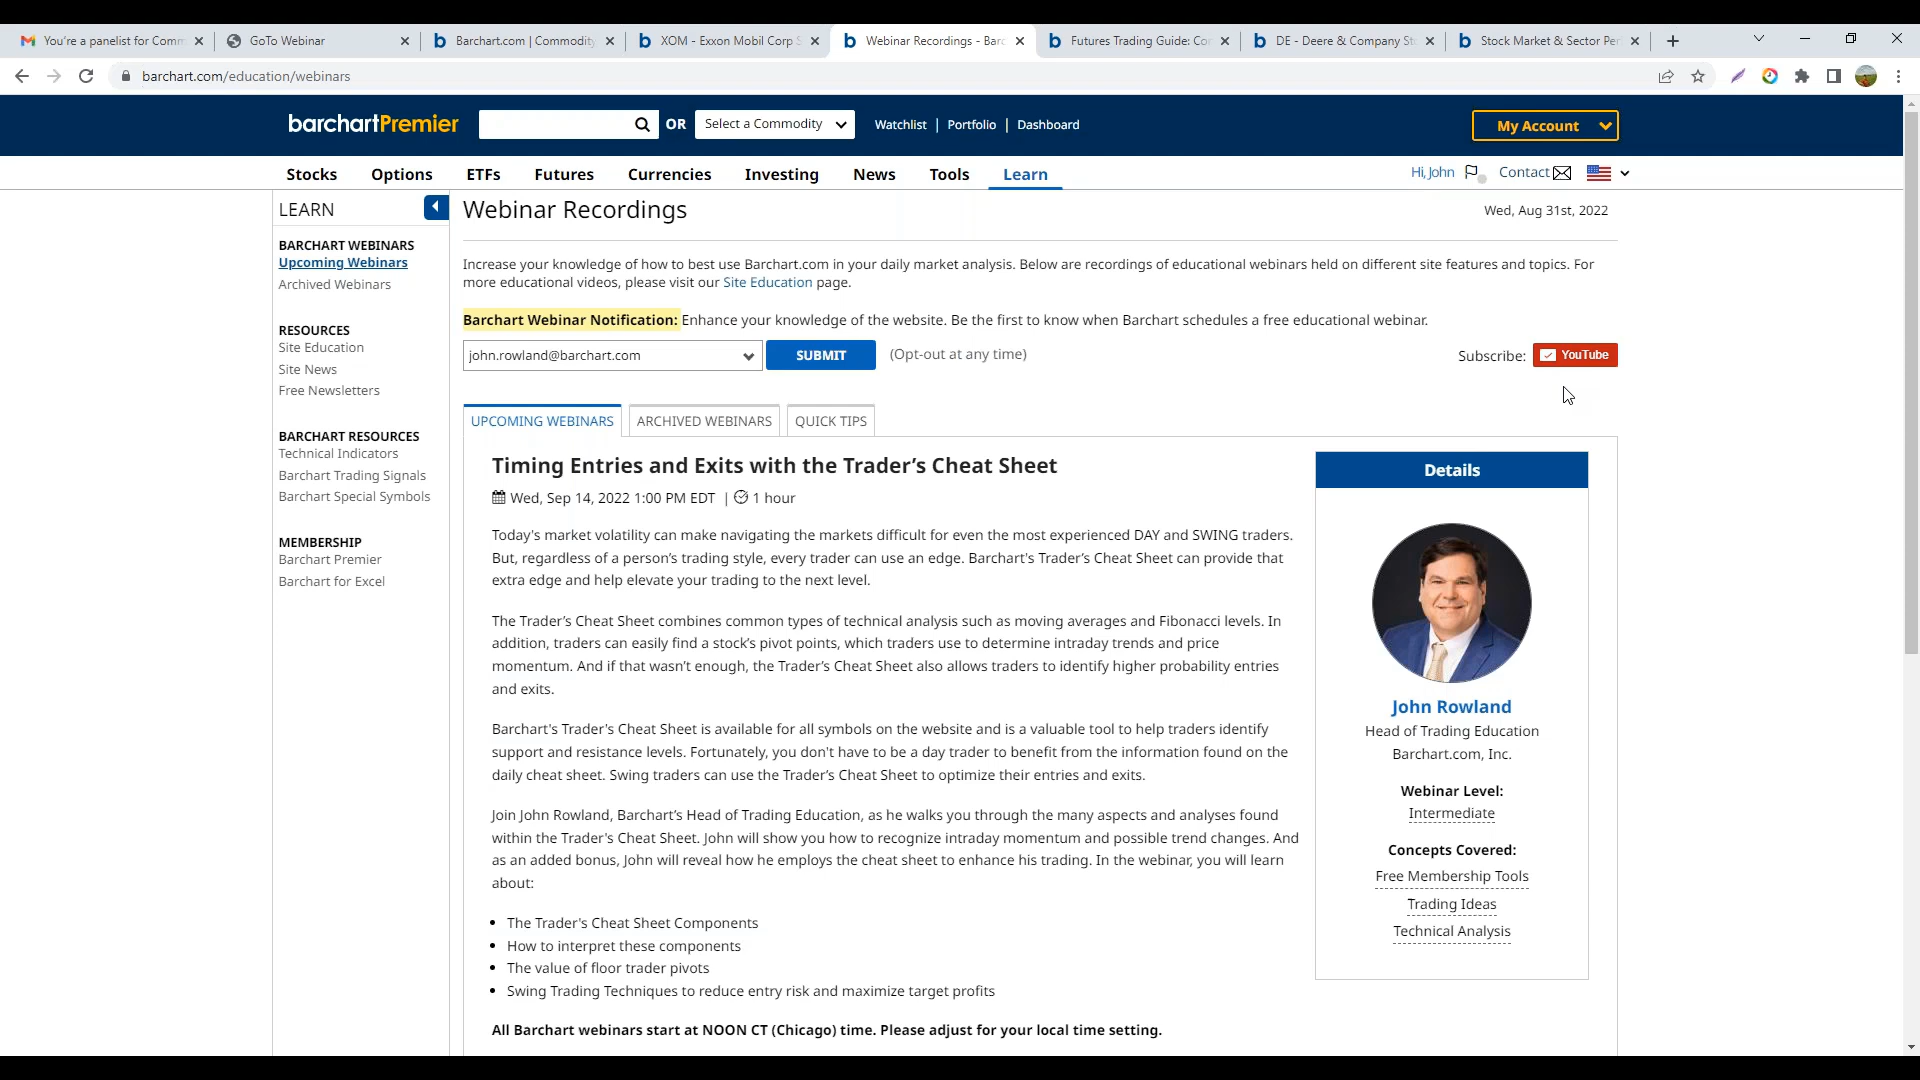 You're a panelist for Comm
GoTo Webinar
Barchart.com | Commodity
XOM - Exxon Mobil Corp S
Webinar Recordings - Barc
Futures Trading Guide: Co
DE - Deere & Company St
Stock Market & Sector Per
barchart.com/education/webinars
barchartPremier
OR
Select a Commodity
Watchlist | Portfolio | Dashboard
My Account
Stocks Options ETFs Futures Currencies Investing News Tools Learn
Hi, John
Contact
LEARN
BARCHART WEBINARS
Upcoming Webinars
Archived Webinars
RESOURCES
Site Education
Site News
Free Newsletters
BARCHART RESOURCES
Technical Indicators
Barchart Trading Signals
Barchart Special Symbols
MEMBERSHIP
Barchart Premier
Barchart for Excel
Webinar Recordings
Wed, Aug 31st, 2022
Increase your knowledge of how to best use Barchart.com in your daily market analysis. Below are recordings of educational webinars held on different site features and topics. For
more educational videos, please visit our Site Education page.
Barchart Webinar Notification: Enhance your knowledge of the website. Be the first to know when Barchart schedules a free educational webinar.
john.rowland@barchart.com
SUBMIT
(Opt-out at any time)
Subscribe: YouTube
UPCOMING WEBINARS
ARCHIVED WEBINARS
QUICK TIPS
Timing Entries and Exits with the Trader’s Cheat Sheet
Wed, Sep 14, 2022 1:00 PM EDT | 1 hour
Today's market volatility can make navigating the markets difficult for even the most experienced DAY and SWING traders.
But, regardless of a person’s trading style, every trader can use an edge. Barchart's Trader’s Cheat Sheet can provide that
extra edge and help elevate your trading to the next level.
The Trader’s Cheat Sheet combines common types of technical analysis such as moving averages and Fibonacci levels. In
addition, traders can easily find a stock’s pivot points, which traders use to determine intraday trends and price
momentum. And if that wasn’t enough, the Trader’s Cheat Sheet also allows traders to identify higher probability entries
and exits.
Barchart's Trader’s Cheat Sheet is available for all symbols on the website and is a valuable tool to help traders identify
support and resistance levels. Fortunately, you don't have to be a day trader to benefit from the information found on the
daily cheat sheet. Swing traders can use the Trader’s Cheat Sheet to optimize their entries and exits.
Join John Rowland, Barchart’s Head of Trading Education, as he walks you through the many aspects and analyses found
within the Trader's Cheat Sheet. John will show you how to recognize intraday momentum and possible trend changes. And
as an added bonus, John will reveal how he employs the cheat sheet to enhance his trading. In the webinar, you will learn
about:
• The Trader's Cheat Sheet Components
• How to interpret these components
• The value of floor trader pivots
• Swing Trading Techniques to reduce entry risk and maximize target profits
All Barchart webinars start at NOON CT (Chicago) time. Please adjust for your local time setting.
Details
John Rowland
Head of Trading Education
Barchart.com, Inc.
Webinar Level:
Intermediate
Concepts Covered:
Free Membership Tools
Trading Ideas
Technical Analysis